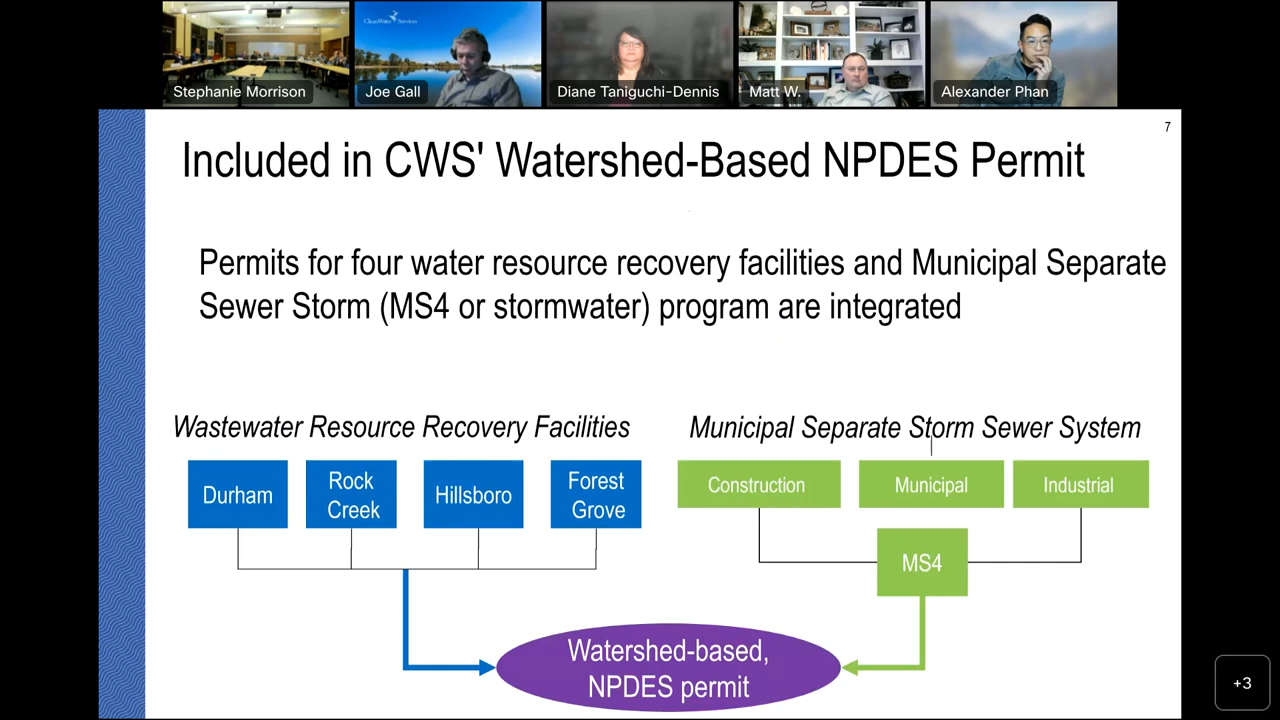 CleanWater Services
Stephanie Morrison
Joe Gall
Diane Taniguchi-Dennis
Matt W.
Alexander Phan
7
Included in CWS' Watershed-Based NPDES Permit
Permits for four water resource recovery facilities and Municipal Separate
Sewer Storm (MS4 or stormwater) program are integrated
Wastewater Resource Recovery Facilities
Municipal Separate Storm Sewer System
Durham
Rock
Creek
Hillsboro
Forest
Grove
Construction
Municipal
Industrial
MS4
Watershed-based,
NPDES permit
+3